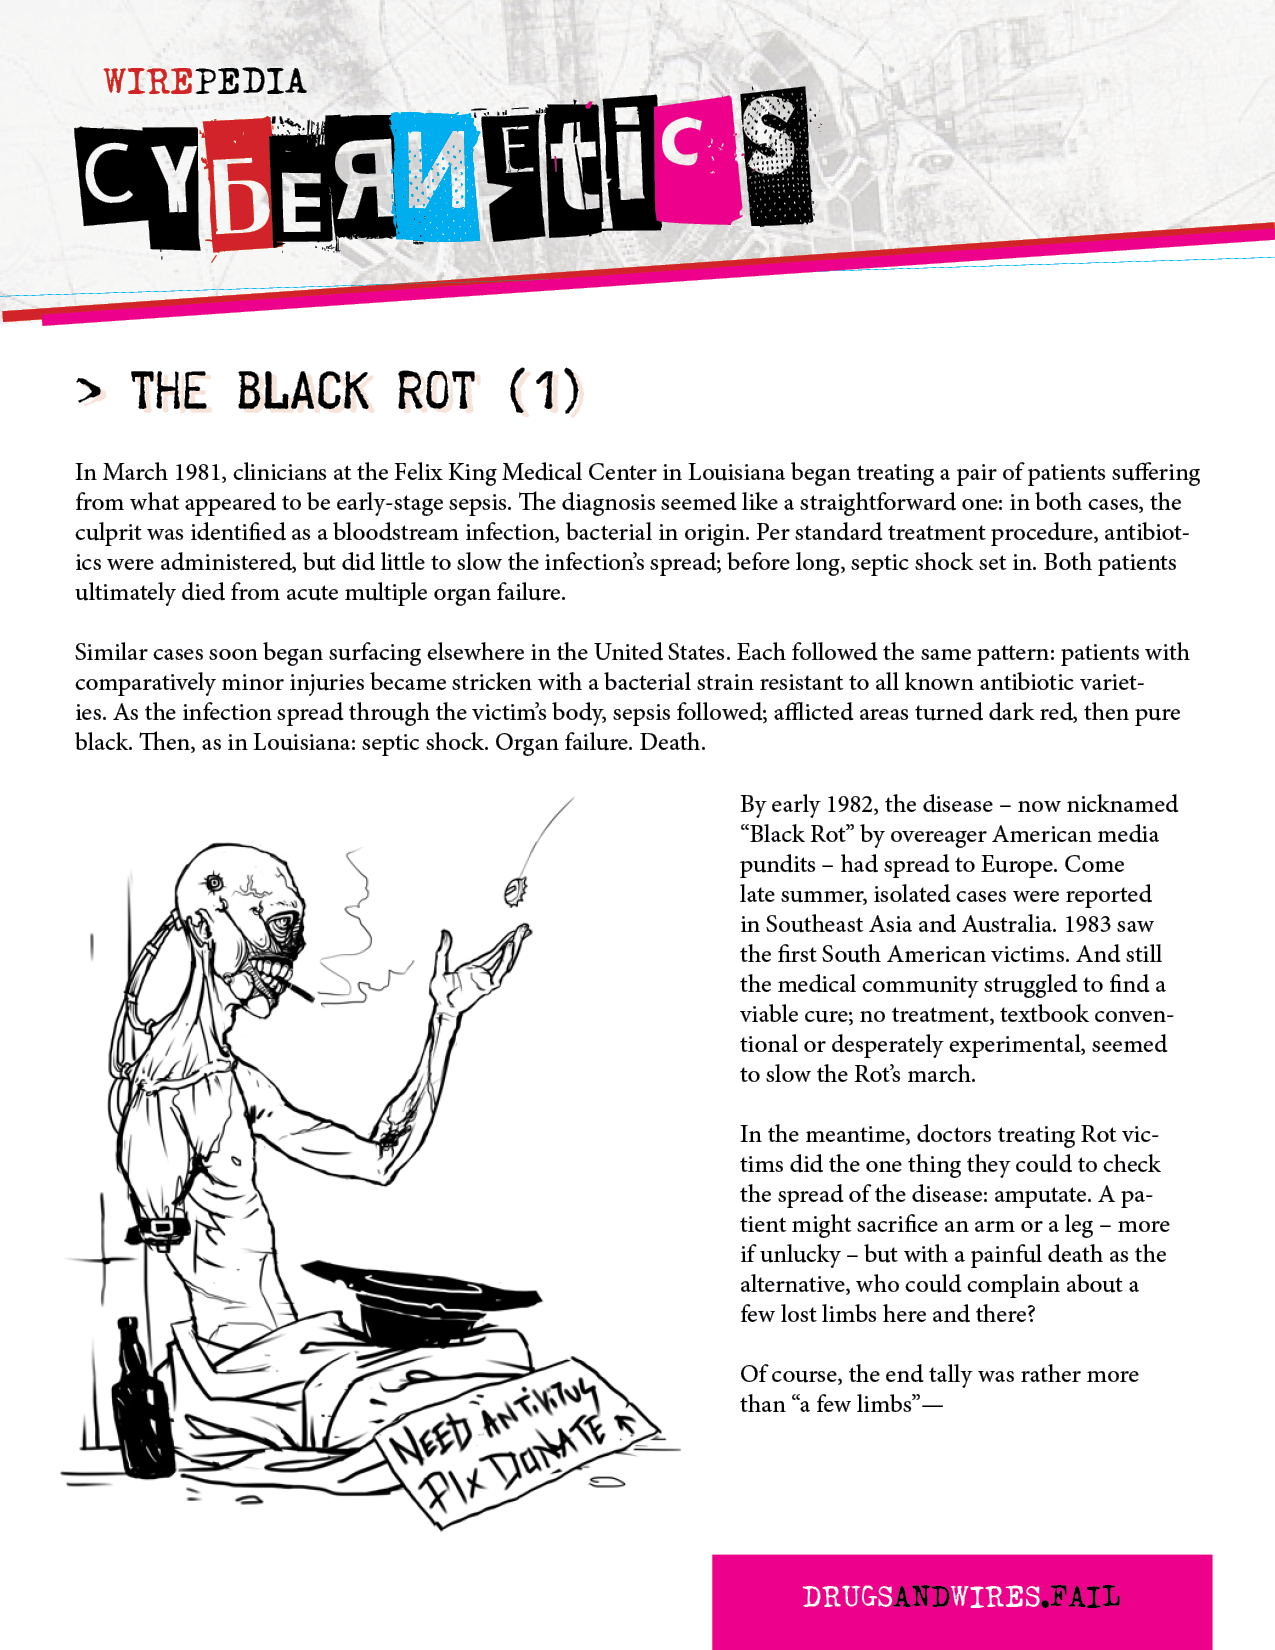 WIREPEDIA
CYБEЯИEtics
> THE BLACK ROT (1)
In March 1981, clinicians at the Felix King Medical Center in Louisiana began treating a pair of patients suffering
from what appeared to be early-stage sepsis. The diagnosis seemed like a straightforward one: in both cases, the
culprit was identified as a bloodstream infection, bacterial in origin. Per standard treatment procedure, antibiot-
ics were administered, but did little to slow the infection’s spread; before long, septic shock set in. Both patients
ultimately died from acute multiple organ failure.
Similar cases soon began surfacing elsewhere in the United States. Each followed the same pattern: patients with
comparatively minor injuries became stricken with a bacterial strain resistant to all known antibiotic variet-
ies. As the infection spread through the victim’s body, sepsis followed; afflicted areas turned dark red, then pure
black. Then, as in Louisiana: septic shock. Organ failure. Death.
By early 1982, the disease – now nicknamed
“Black Rot” by overeager American media
pundits – had spread to Europe. Come
late summer, isolated cases were reported
in Southeast Asia and Australia. 1983 saw
the first South American victims. And still
the medical community struggled to find a
viable cure; no treatment, textbook conven-
tional or desperately experimental, seemed
to slow the Rot’s march.
In the meantime, doctors treating Rot vic-
tims did the one thing they could to check
the spread of the disease: amputate. A pa-
tient might sacrifice an arm or a leg – more
if unlucky – but with a painful death as the
alternative, who could complain about a
few lost limbs here and there?
Of course, the end tally was rather more
than “a few limbs”—
NEED ANTiViTUS
Plx DONATE
DRUGSANDWIRES.FAIL